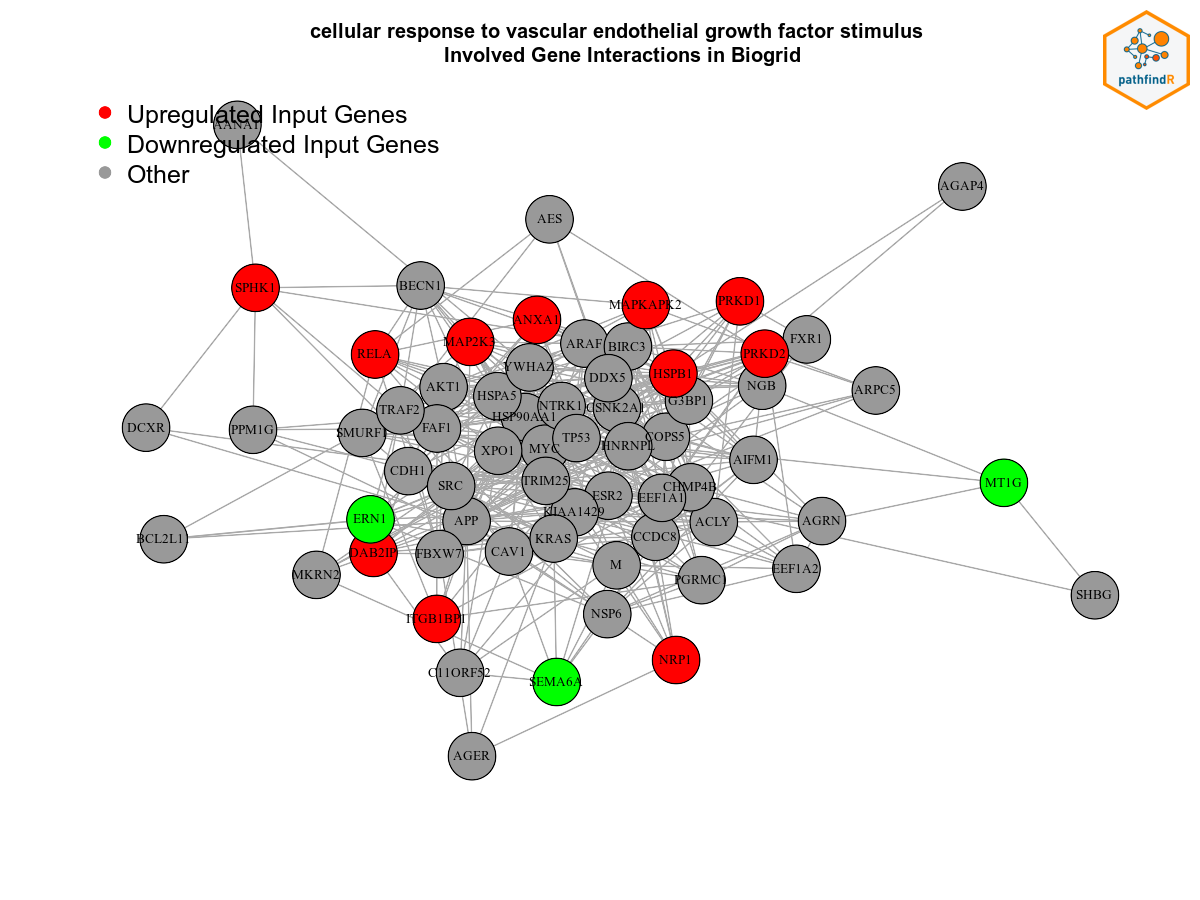 cellular response to vascular endothelial growth factor stimulus
Involved Gene Interactions in Biogrid
pathfindR
Upregulated Input Genes
Downregulated Input Genes
Other
AGAP4
AES
SPHK1
BECN1
MAPKAPK2
PRKD1
ANXA1
MAP2K3
ARAF
BIRC3
FXR1
RELA
PRKD2
YWHAZ
DDX5
HSPB1
AKT1
NGB
ARPC5
HSPA5
TRAF2
NTRK1
CSNK2A1
G3BP1
HSP90AA1
DCXR
PPM1G
SMURF1
FAF1
TP53
COPS5
XPO1
MYC
HNRNPL
AIFM1
CDH1
SRC
TRIM25
MT1G
CHMP4B
ESR2
EEF1A1
KIAA1429
ERN1
APP
ACLY
AGRN
BCL2L1
KRAS
CCDC8
DAB2IP
FBXW7
CAV1
M
EEF1A2
MKRN2
PGRMC1
SHBG
ITGB1BP1
NSP6
NRP1
C11ORF52
SEMA6A
AGER